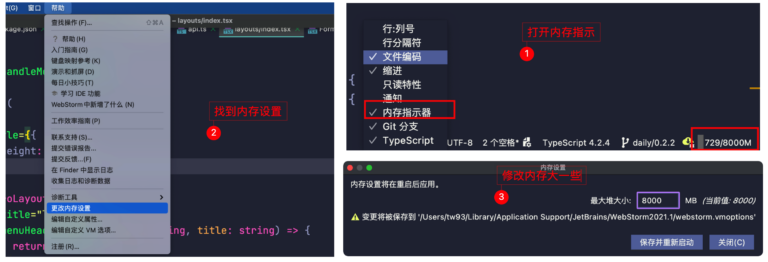 窗口 帮助
查找操作 (F)... ⇧⌘A
– layouts/index.tsx
ckage.json
api.ts
layouts/index.tsx
Form
? 帮助 (H)
入门指南 (G)
键盘映射参考 (K)
演示和抓屏 (D)
每日小技巧 (T)
学习 IDE 功能
WebStorm 中新增了什么 (N)
工作效率指南 (P)
联系支持 (S)...
提交错误报告...
提交反馈... (F)
在 Finder 中显示日志
收集日志和诊断数据
诊断工具
更改内存设置
编辑自定义属性...
编辑自定义 VM 选项...
注册 (R)...
andleMe
{
le={{
eight:
oLayou
title="
enuHead
ng, title: string) => {
return
找到内存设置
2
行:列号
行分隔符
✓ 文件编码
✓ 缩进
只读特性
通知
✓ 内存指示器
✓ Git 分支
✓ TypeScript
打开内存指示
1
{
{
UTF-8 2 个空格* TypeScript 4.2.4 daily/0.2.2 729/8000M
内存设置
修改内存大一些
3
内存设置将在重启后应用。
最大堆大小: 8000 MB (当前值: 8000)
变更将被保存到 '/Users/tw93/Library/Application Support/JetBrains/WebStorm2021.1/webstorm.vmoptions'
保存并重新启动 关闭(C)